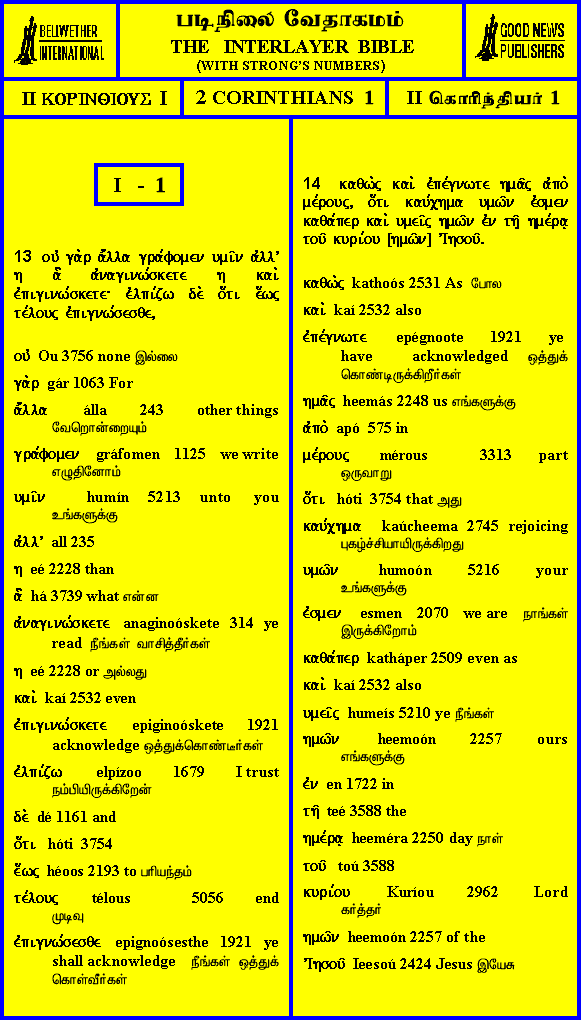 BELLWETHER
INTERNATIONAL
படிநிலை வேதாகமம்
THE INTERLAYER BIBLE
(WITH STRONG'S NUMBERS)
GOOD NEWS
PUBLISHERS
II ΚΟΡΙΝΘΙΟΥΣ I
2 CORINTHIANS 1
II கொரிந்தியர் 1
I - 1
13 οὐ γὰρ ἄλλα γράφομεν υμῖν ἀλλ’
η ἃ ἀναγινώσκετε η καὶ
ἐπιγινώσκετε· ἐλπίζω δὲ ὅτι ἕως
τέλους ἐπιγνώσεσθε,
οὐ Ou 3756 none இல்லை
γὰρ gár 1063 For
ἄλλα álla 243 other things
வேறொன்றையும்
γράφομεν gráfomen 1125 we write
எழுதினோம்
υμῖν humín 5213 unto you
உங்களுக்கு
ἀλλ’ all 235
η eé 2228 than
ἃ há 3739 what என்ன
ἀναγινώσκετε anaginoóskete 314 ye
read நீங்கள் வாசித்தீர்கள்
η eé 2228 or அல்லது
καὶ kaí 2532 even
ἐπιγινώσκετε epiginoóskete 1921
acknowledge ஒத்துக்கொண்டீர்கள்
ἐλπίζω elpízoo 1679 I trust
நம்பியிருக்கிறேன்
δὲ dé 1161 and
ὅτι hóti 3754
ἕως héoos 2193 to பரியந்தம்
τέλους télous 5056 end
முடிவு
ἐπιγνώσεσθε epignoósesthe 1921 ye
shall acknowledge நீங்கள் ஒத்துக்
கொள்வீர்கள்
14 καθὼς καὶ ἐπέγνωτε ημᾶς ἀπὸ
μέρους, ὅτι καύχημα υμῶν ἐσμεν
καθάπερ καὶ υμεῖς ημῶν ἐν τῇ ημέρᾳ
τοῦ κυρίου [ημῶν] Ἰησοῦ.
καθὼς kathoós 2531 As போல
καὶ kaí 2532 also
ἐπέγνωτε epégnoote 1921 ye
have acknowledged ஒத்துக்
கொண்டிருக்கிறீர்கள்
ημᾶς heemás 2248 us எங்களுக்கு
ἀπὸ apó 575 in
μέρους mérous 3313 part
ஒருவாறு
ὅτι hóti 3754 that அது
καύχημα kaúcheema 2745 rejoicing
புகழ்ச்சியாயிருக்கிறது
υμῶν humoón 5216 your
உங்களுக்கு
ἐσμεν esmen 2070 we are நாங்கள்
இருக்கிறோம்
καθάπερ katháper 2509 even as
καὶ kaí 2532 also
υμεῖς humeís 5210 ye நீங்கள்
ημῶν heemoón 2257 ours
எங்களுக்கு
ἐν en 1722 in
τῇ teé 3588 the
ημέρᾳ heeméra 2250 day நாள்
τοῦ toú 3588
κυρίου Kuríou 2962 Lord
கர்த்தர்
ημῶν heemoón 2257 of the
Ἰησοῦ Ieesoú 2424 Jesus இயேசு